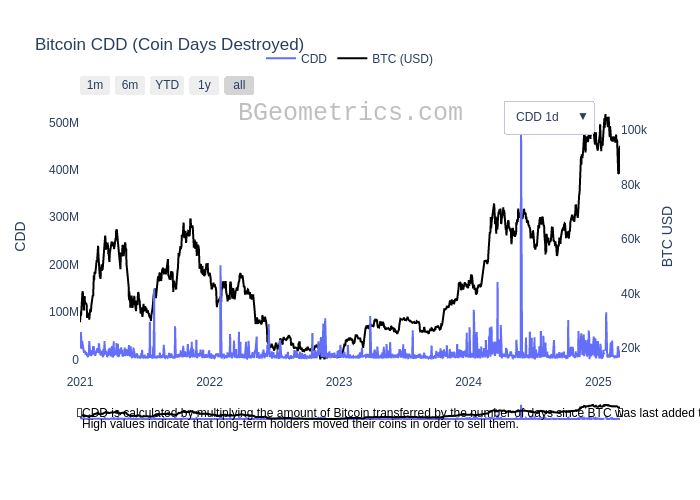 Bitcoin CDD (Coin Days Destroyed)
CDD BTC (USD)
1m 6m YTD 1y all
BGeometrics.com
CDD 1d ▼
500M
400M
300M
200M
100M
0
CDD
100k
80k
60k
40k
20k
BTC USD
2021 2022 2023 2024 2025
CDD is calculated by multiplying the amount of Bitcoin transferred by the number of days since BTC was last added t
High values indicate that long-term holders moved their coins in order to sell them.